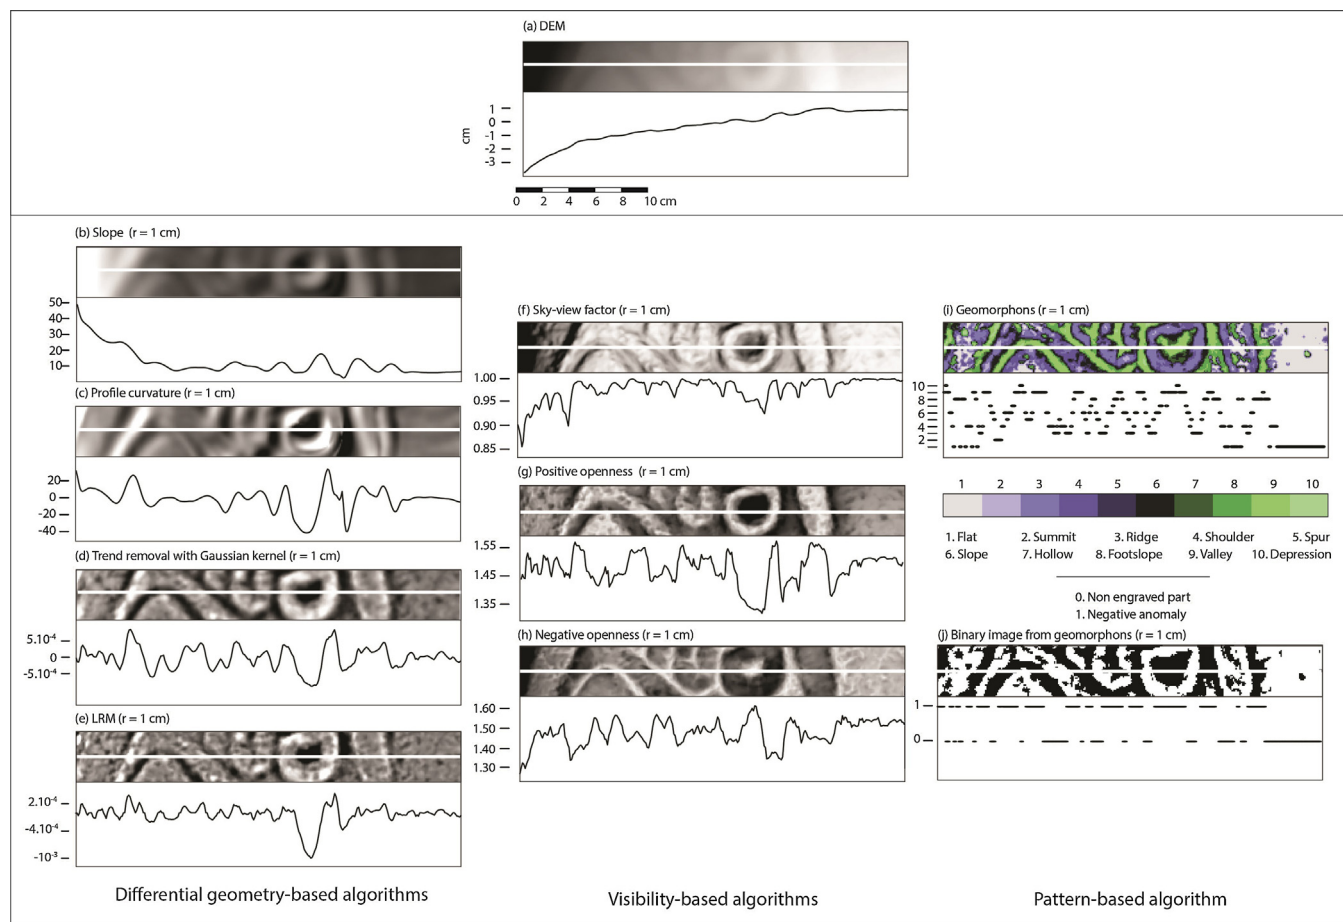 (a) DEM
1
0
-1
-2
-3
cm
0 2 4 6 8 10 cm
(b) Slope (r = 1 cm)
50
40
30
20
10
(c) Profile curvature (r = 1 cm)
20
0
-20
-40
(d) Trend removal with Gaussian kernel (r = 1 cm)
5.10⁻⁴
0
-5.10⁻⁴
(e) LRM (r = 1 cm)
2.10⁻⁴
-4.10⁻⁴
-10⁻³
Differential geometry-based algorithms
(f) Sky-view factor (r = 1 cm)
1.00
0.95
0.90
0.85
(g) Positive openness (r = 1 cm)
1.55
1.45
1.35
(h) Negative openness (r = 1 cm)
1.60
1.50
1.40
1.30
Visibility-based algorithms
(i) Geomorphons (r = 1 cm)
10
8
6
4
2
1 2 3 4 5 6 7 8 9 10
1. Flat 2. Summit 3. Ridge 4. Shoulder 5. Spur
6. Slope 7. Hollow 8. Footslope 9. Valley 10. Depression
0. Non engraved part
1. Negative anomaly
(j) Binary image from geomorphons (r = 1 cm)
1
0
Pattern-based algorithm